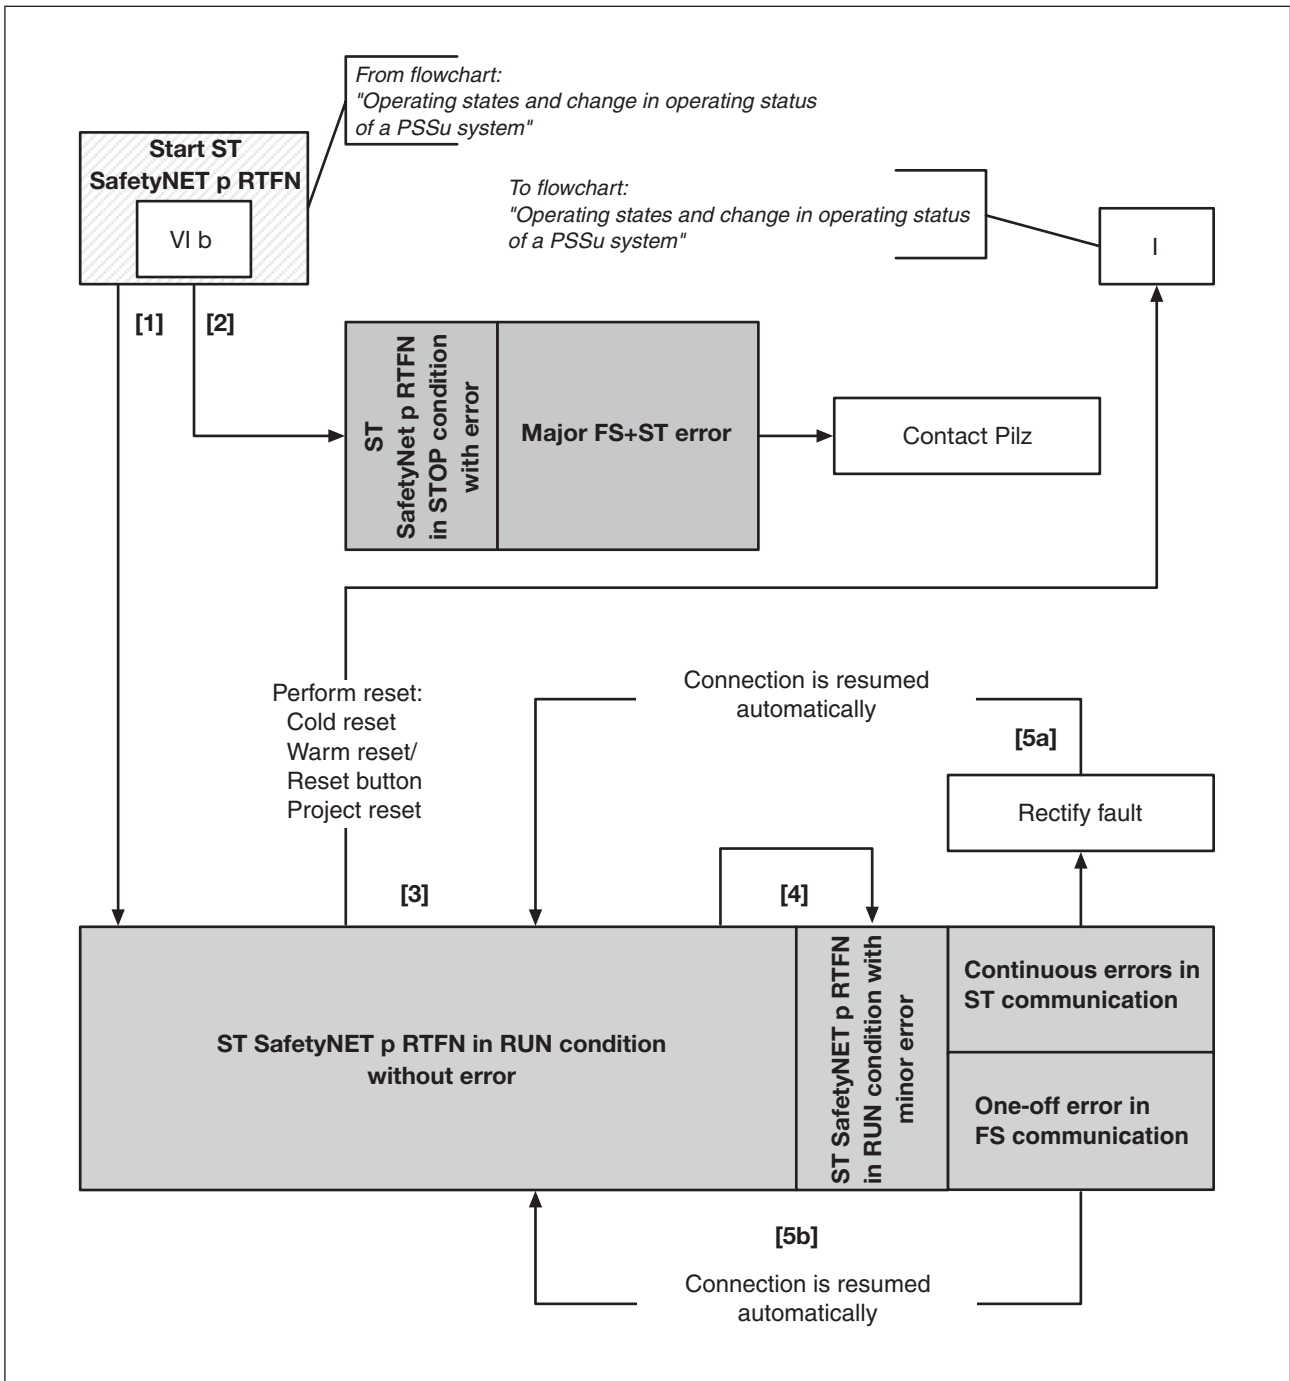 From flowchart:
"Operating states and change in operating status
of a PSSu system"
Start ST
SafetyNET p RTFN
VI b
To flowchart:
"Operating states and change in operating status
of a PSSu system"
I
[1]
[2]
ST
SafetyNet p RTFN
in STOP condition
with error
Major FS+ST error
Contact Pilz
Perform reset:
Cold reset
Warm reset/
Reset button
Project reset
Connection is resumed
automatically
[5a]
Rectify fault
[3]
[4]
ST SafetyNET p RTFN in RUN condition
without error
ST SafetyNET p RTFN
in RUN condition with
minor error
Continuous errors in
ST communication
One-off error in
FS communication
[5b]
Connection is resumed
automatically